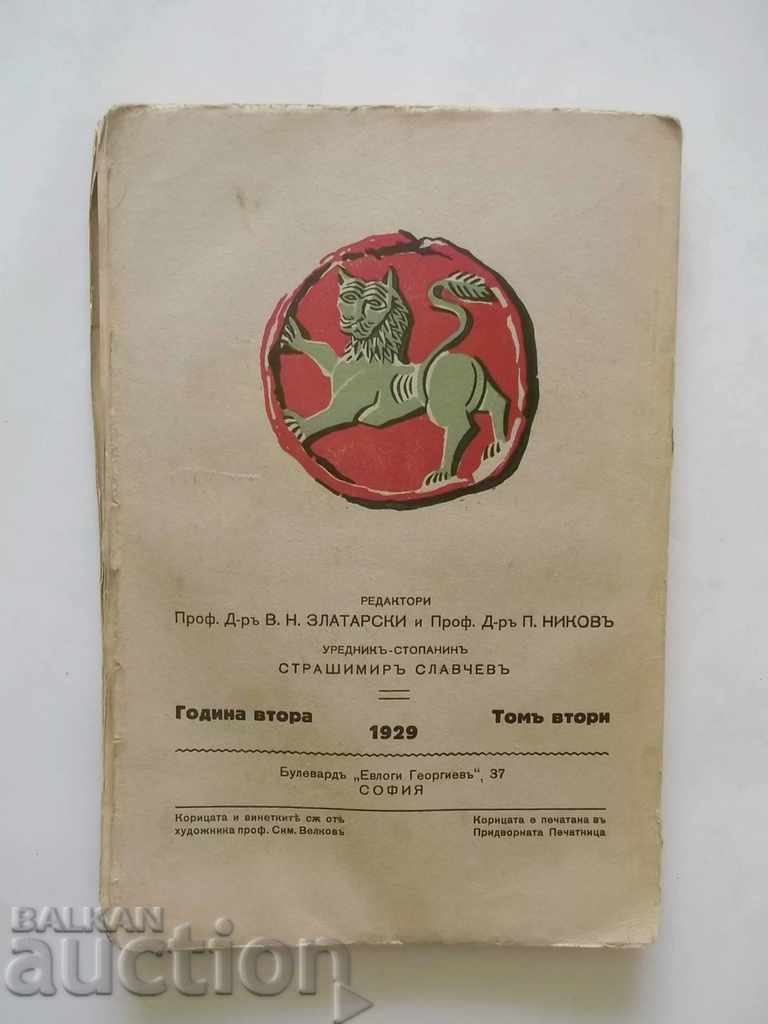 РЕДАКТОРИ
Проф. Д-ръ В. Н. ЗЛАТАРСКИ и Проф. Д-ръ П. НИКОВЪ
УРЕДНИКЪ-СТОПАНИНЪ
СТРАШИМИРЪ СЛАВЧЕВЪ
Година втора 1929 Томъ втори
Булевардъ „Евлоги Георгиевъ", 37
СОФИЯ
Корицата и винеткитѣ сѫ отъ
художника проф. Сим. Велковъ
Корицата е печатана въ
Придворната Печатница
BALKAN
auction